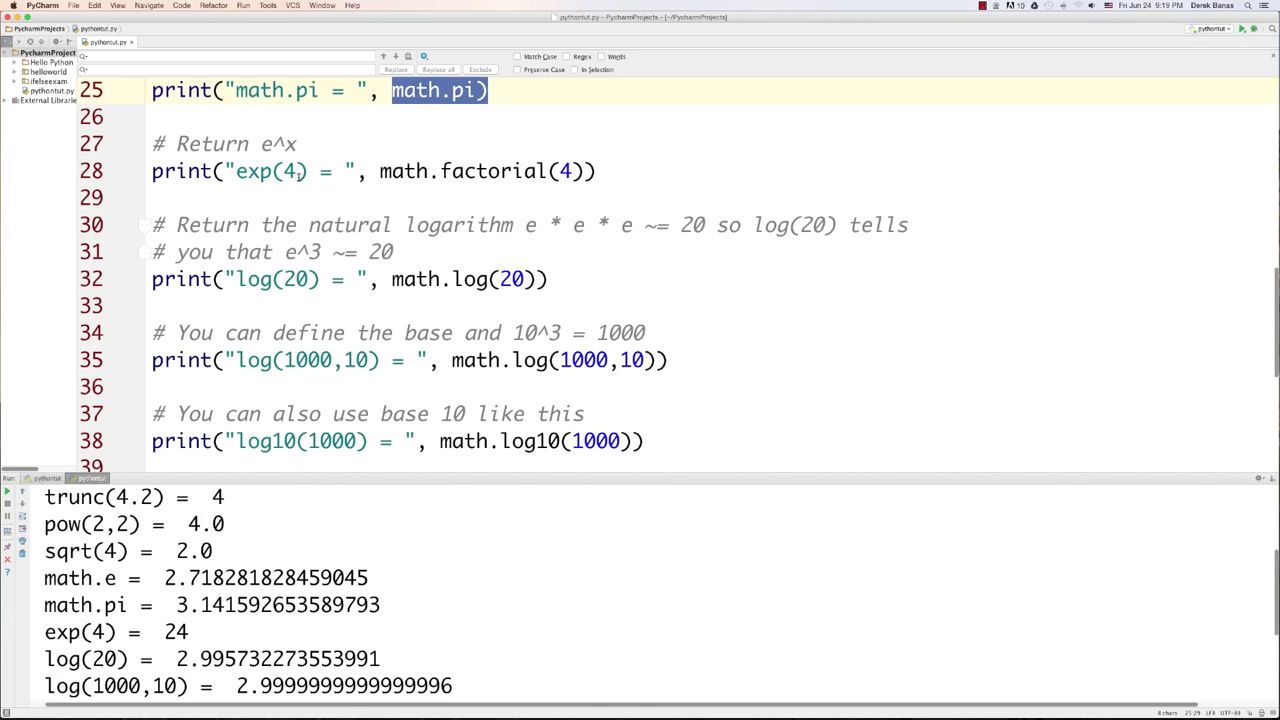 PyCharm File Edit View Navigate Code Refactor Run Tools VCS Window Help
10 Fri Jun 24 9:19 PM Derek Banas
pythontut.py - PycharmProjects - [~/PycharmProjects]
PycharmProjects pythontut.py pythontut
pythontut.py
PycharmProject
Hello Python
helloworld
ifelseexam
pythontut.py
External Librarie
Match Case Regex Words
Replace Replace all Exclude Preserve Case In Selection
25 print("math.pi = ", math.pi)
26
27 # Return e^x
28 print("exp(4) = ", math.factorial(4))
29
30 # Return the natural logarithm e * e * e ~= 20 so log(20) tells
31 # you that e^3 ~= 20
32 print("log(20) = ", math.log(20))
33
34 # You can define the base and 10^3 = 1000
35 print("log(1000,10) = ", math.log(1000,10))
36
37 # You can also use base 10 like this
38 print("log10(1000) = ", math.log10(1000))
39
Run: pythontut pythontut
trunc(4.2) =  4
pow(2,2) =  4.0
sqrt(4) =  2.0
math.e =  2.718281828459045
math.pi =  3.141592653589793
exp(4) =  24
log(20) =  2.995732273553991
log(1000,10) =  2.9999999999999996
25:29 UTF-8